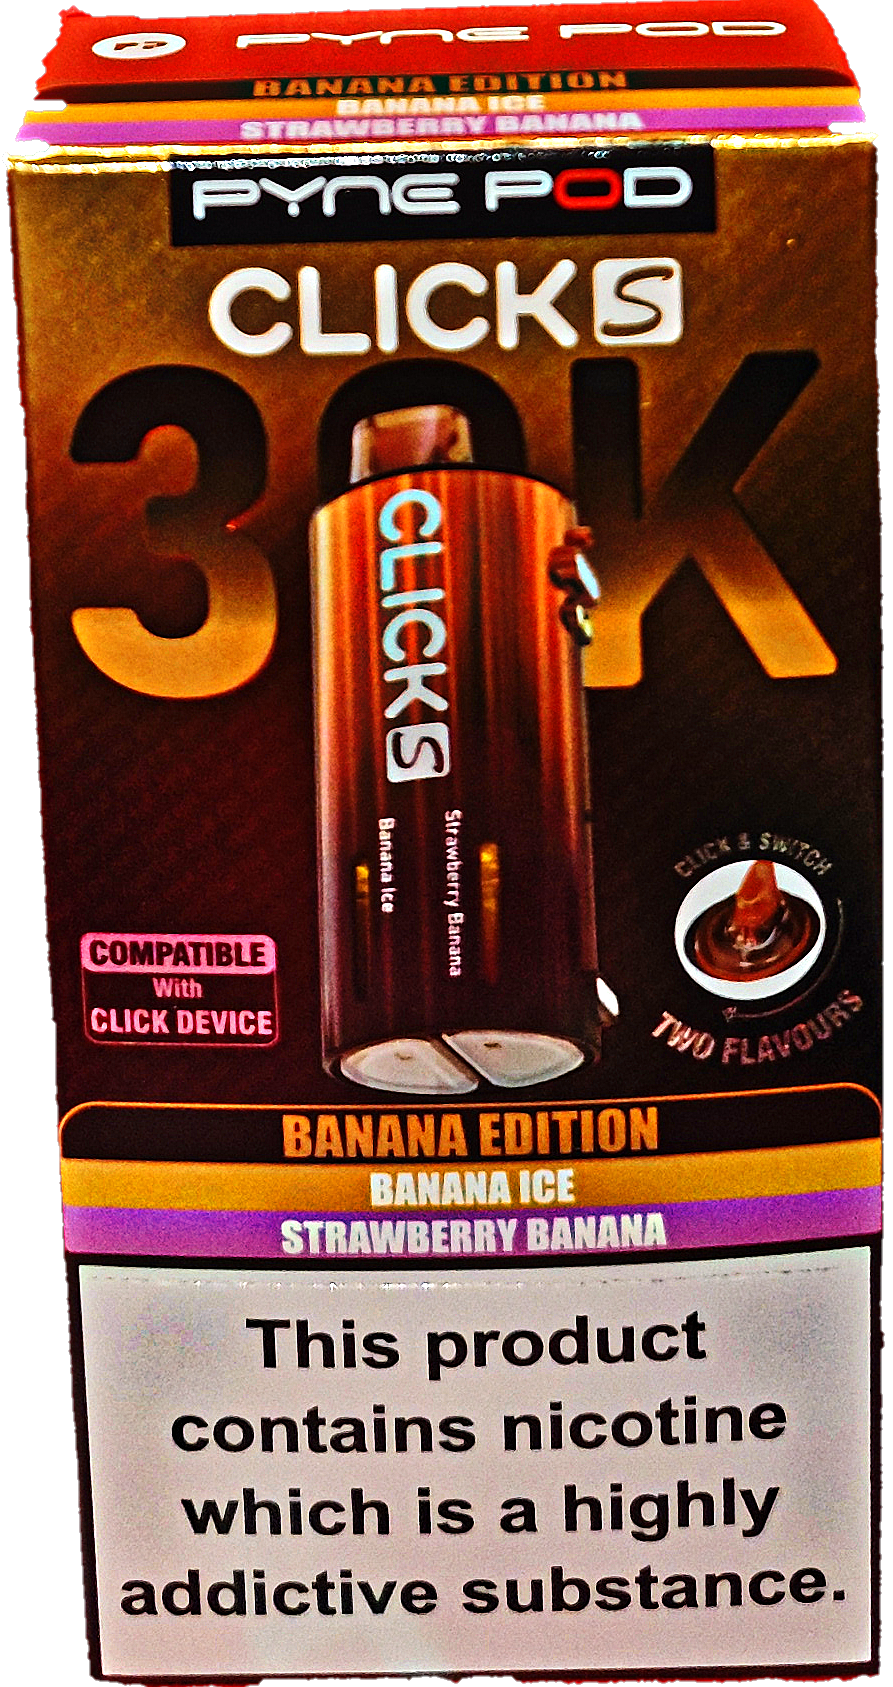 PYNE POD
BANANA EDITION
BANANA ICE
STRAWBERRY BANANA
PYNE POD
CLICK S
30K
CLICK S
Banana Ice
Strawberry Banana
CLICK & SWITCH
TWO FLAVOURS
COMPATIBLE
With
CLICK DEVICE
BANANA EDITION
BANANA ICE
STRAWBERRY BANANA
This product
contains nicotine
which is a highly
addictive substance.